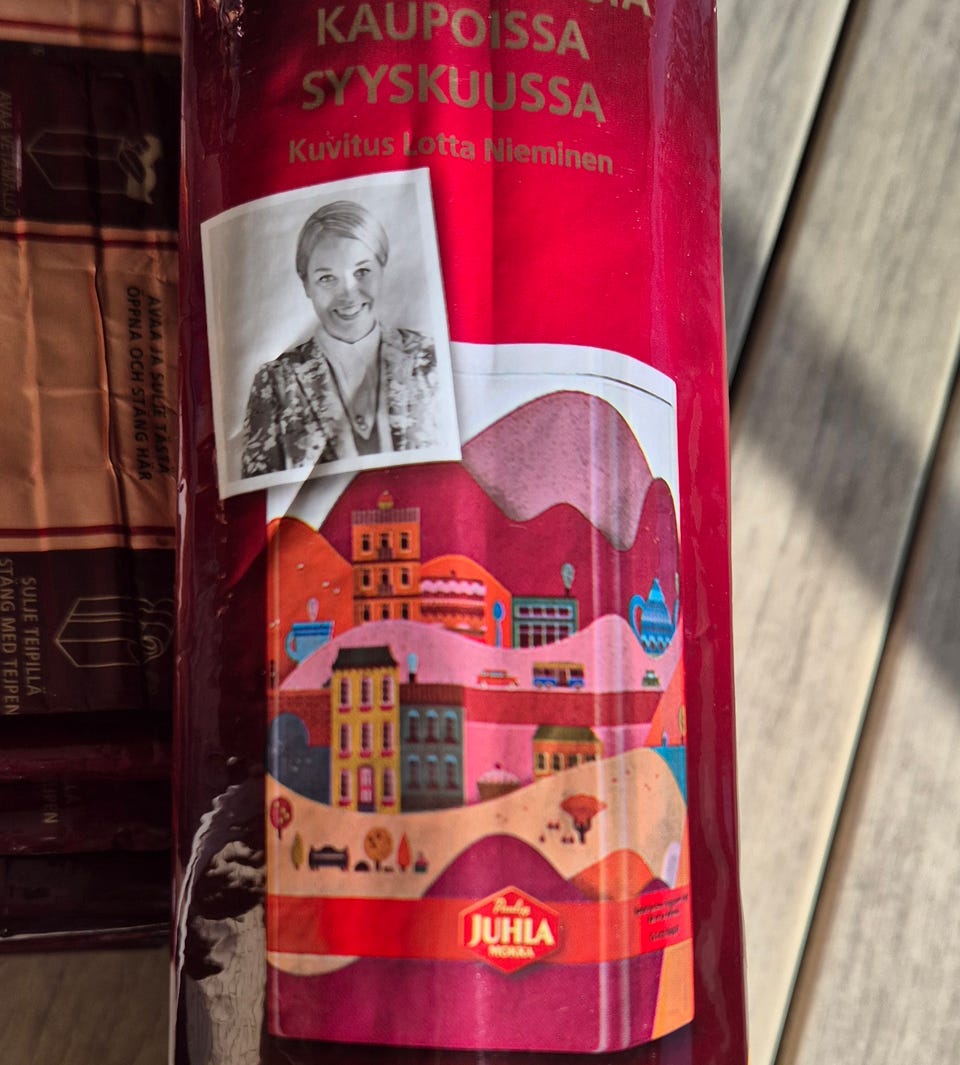 KAUPOISSA
SYYSKUUSSA
Kuvitus Lotta Nieminen
Paulig
JUHLA
MOKKA
AVAA JA SULJE TÄSTÄ
ÖPPNA OCH STÄNG HÄR
SULJE TEIPILLÄ
STÄNG MED TEJPEN